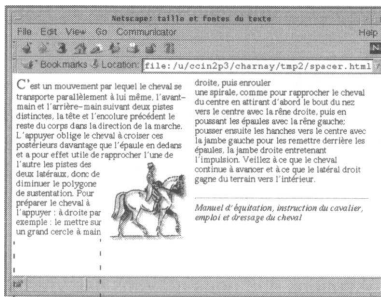 Netscape: taille et fontes du texte
File Edit View Go Communicator Help
Bookmarks Location: file:/u/ccin2p3/charnay/tmp2/spacer.html
C'est un mouvement par lequel le cheval se
transporte parallèlement à lui même, l'avant-
main et l'arrière-main suivant deux pistes
distinctes, la tête et l'encolure précèdent le
reste du corps dans la direction de la marche.
L'appuyer oblige le cheval à croiser ces
postérieurs davantage que l'épaule en dedans
et a pour effet utile de rapprocher l'une de
l'autre les pistes des
deux latéraux, donc de
diminuer le polygone
de sustentation. Pour
préparer le cheval à
l'appuyer : à droite par
exemple : le mettre sur
un grand cercle à main
droite, puis enrouler
une spirale, comme pour rapprocher le cheval
du centre en attirant d'abord le bout du nez
vers le centre avec la rêne droite, puis en
poussant les épaules avec la rêne gauche;
pousser ensuite les hanches vers le centre avec
la jambe gauche pour les remettre derrière les
épaules, la jambe droite entretenant
l'impulsion. Veillez à ce que le cheval
continue à avancer et à ce que le latéral droit
gagne du terrain vers l'intérieur.
Manuel d'équitation, instruction du cavalier,
emploi et dressage du cheval